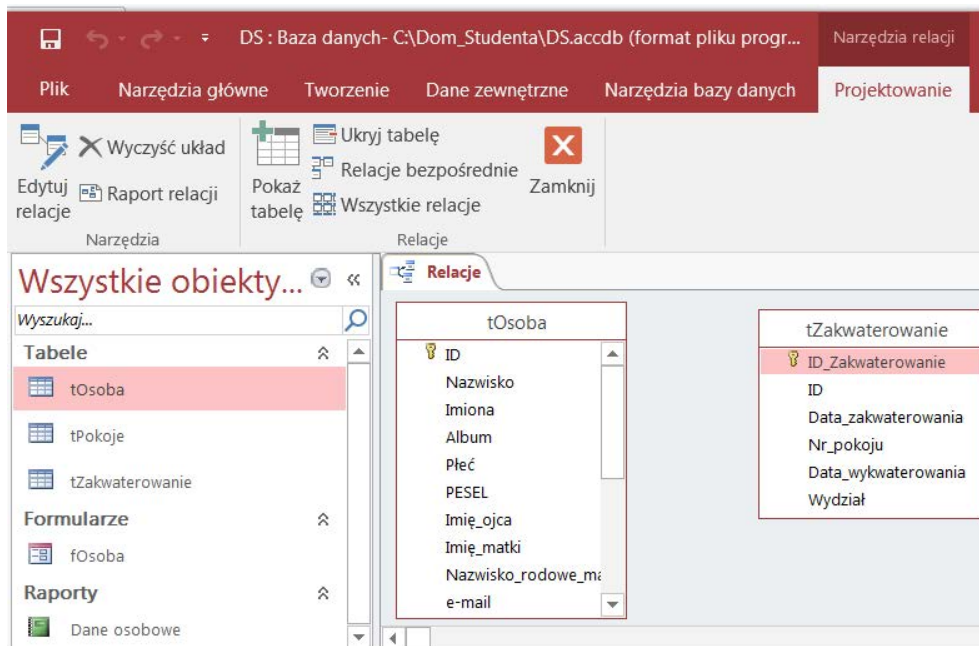 DS : Baza danych- C:\Dom_Studenta\DS.accdb (format pliku progr...
Narzędzia relacji
Plik
Narzędzia główne
Tworzenie
Dane zewnętrzne
Narzędzia bazy danych
Projektowanie
Edytuj relacje
Wyczyść układ
Raport relacji
Narzędzia
Pokaż tabelę
Ukryj tabelę
Relacje bezpośrednie
Wszystkie relacje
Zamknij
Relacje
Wszystkie obiekty...
Wyszukaj...
Tabele
tOsoba
tPokoje
tZakwaterowanie
Formularze
fOsoba
Raporty
Dane osobowe
Relacje
tOsoba
ID
Nazwisko
Imiona
Album
Płeć
PESEL
Imię_ojca
Imię_matki
Nazwisko_rodowe_ma
e-mail
tZakwaterowanie
ID_Zakwaterowanie
ID
Data_zakwaterowania
Nr_pokoju
Data_wykwaterowania
Wydział